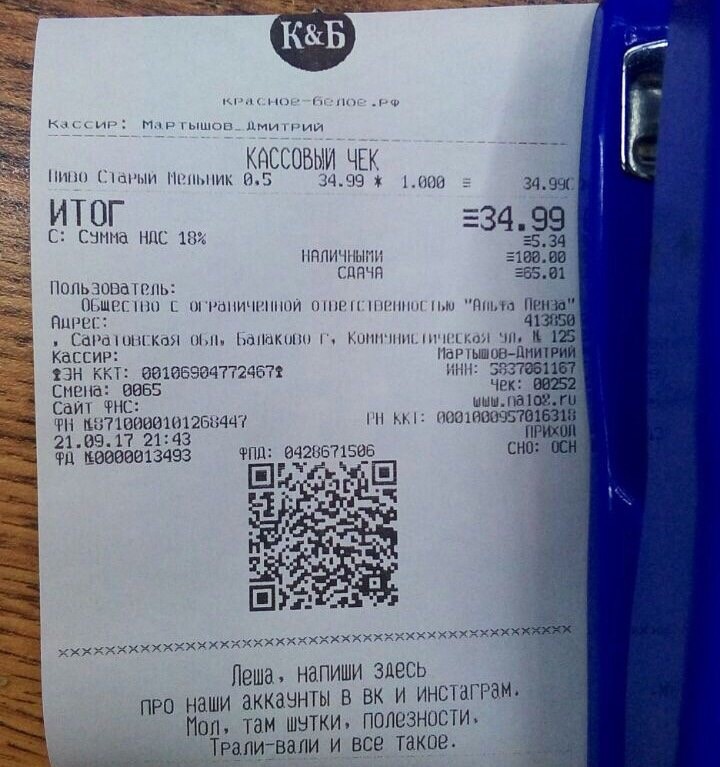 К&Б
красное-белое.рф
Кассир: Мартышов_Дмитрий
КАССОВЫЙ ЧЕК
Пиво Старый Мельник 0.5 34.99 * 1.000 = 34.99С
ИТОГ =34.99
С: Сумма НДС 18% =5.34
НАЛИЧНЫМИ =100.00
СДАЧА =65.01
Пользователь:
Общество с ограниченной ответственностью "Альфа Пенза"
Адрес: 413850
, Саратовская обл, Балаково г, Коммунистическая ул, № 125
Кассир: Мартышов-Дмитрий
ЗН ККТ: 00106904772467 ИНН: 5837061167
Смена: 0065 Чек: 00252
Сайт ФНС: www.nalog.ru
ФН №8710000101268447 РН ККТ: 0001000957016318
21.09.17 21:43 ПРИХОД
ФД №0000013493 ФПД: 0428671506 СНО: ОСН
xxxxxxxxxxxxxxxxxxxxxxxxxxxxxxxxxxxxxxxxxxxxxxxx
Леша, напиши здесь
про наши аккаунты в вк и инстаграм.
Мол, там шутки, полезности,
Трали-вали и все такое.